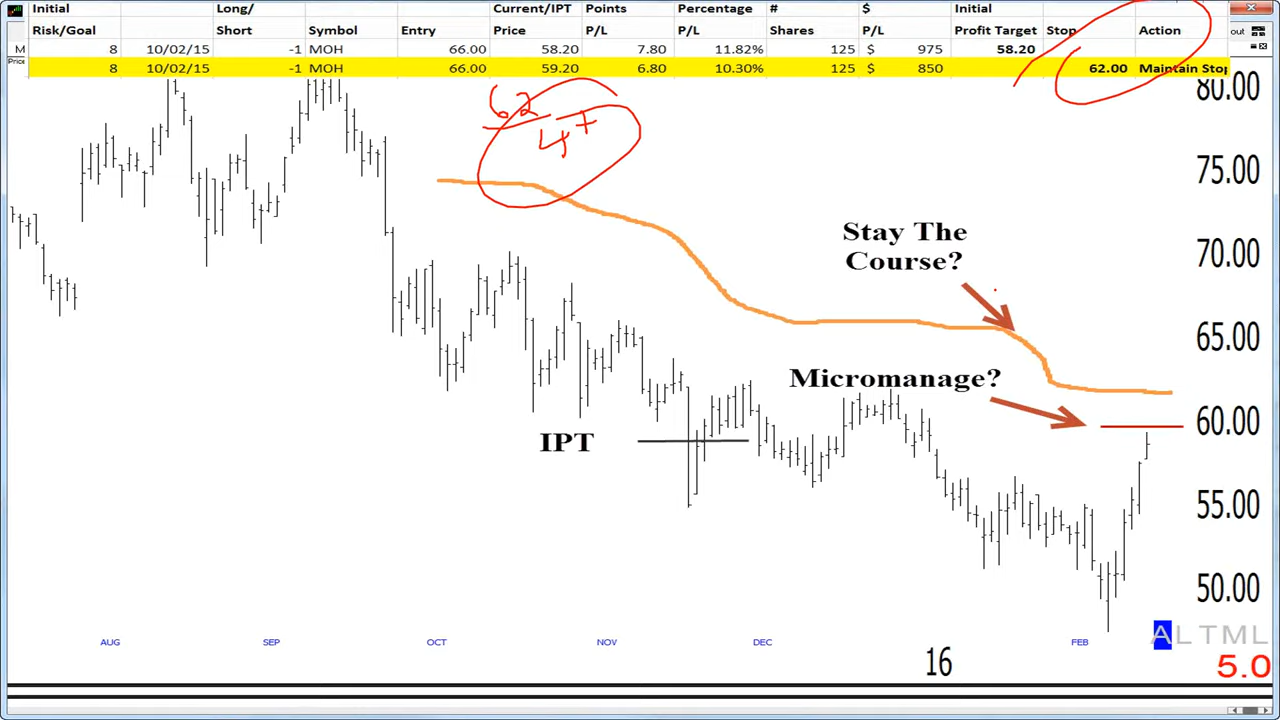 Initial Long/ Current/IPT Points Percentage # $ Initial
Risk/Goal Short Symbol Entry Price P/L P/L Shares P/L Profit Target Stop Action out
M 8 10/02/15 -1 MOH 66.00 58.20 7.80 11.82% 125 $ 975 58.20
Price 8 10/02/15 -1 MOH 66.00 59.20 6.80 10.30% 125 $ 850 62.00 Maintain Stop
80.00
62
47
75.00
Stay The
Course?
70.00
65.00
Micromanage?
60.00
IPT
55.00
50.00
AUG SEP OCT NOV DEC 16 FEB
ALTML
5.0